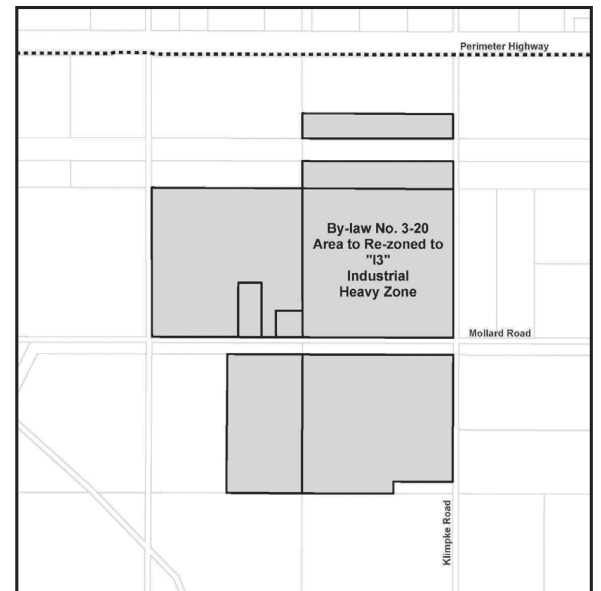 Perimeter Highway
By-law No. 3-20
Area to Re-zoned to
"I3"
Industrial
Heavy Zone
Mollard Road
Klimpke Road